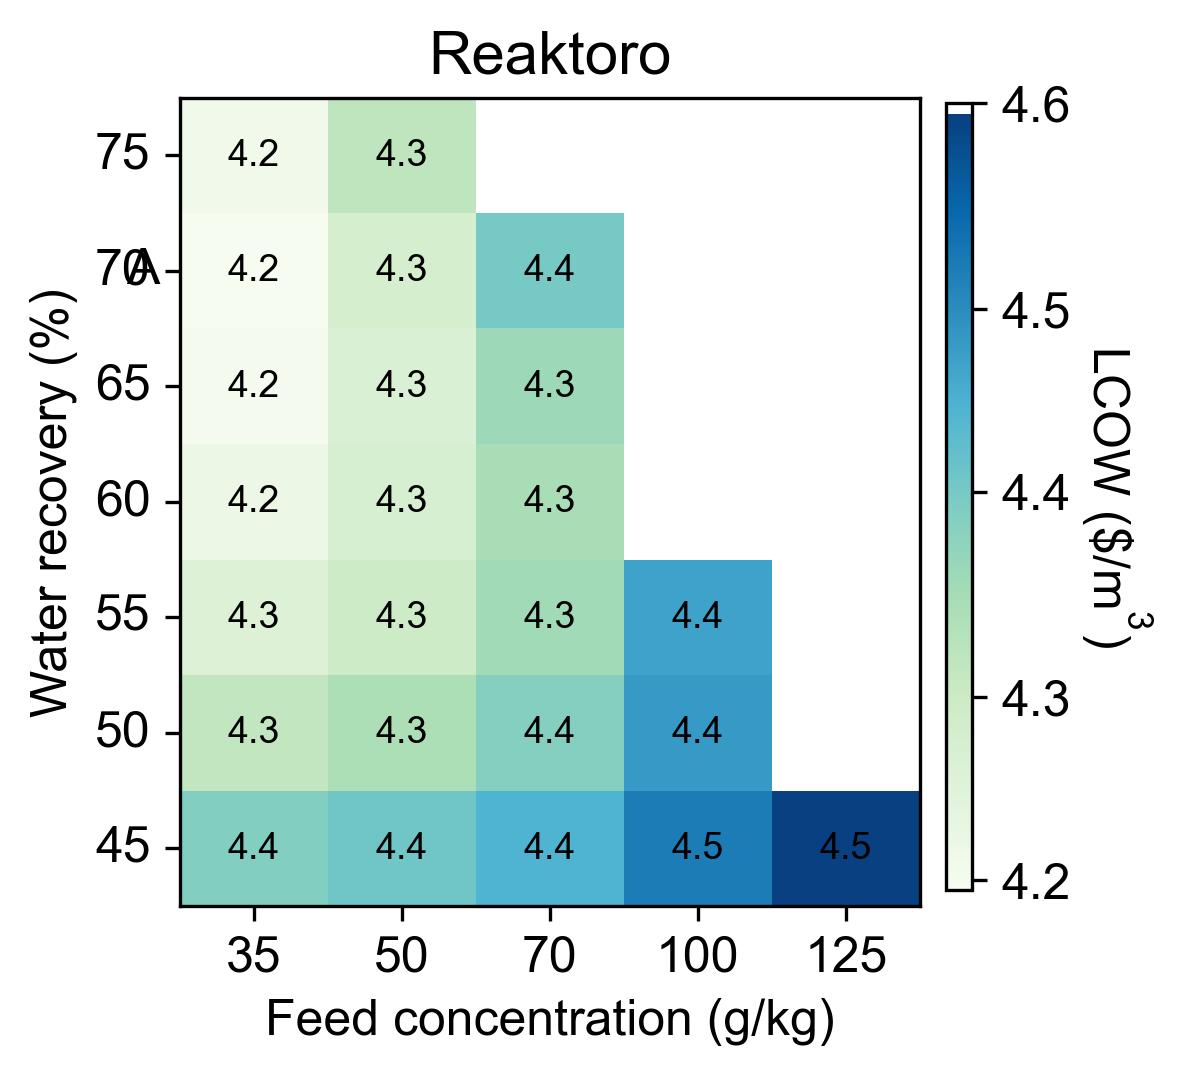 Reaktoro
75 4.2 4.3
70 A 4.2 4.3 4.4
65 4.2 4.3 4.3
60 4.2 4.3 4.3
55 4.3 4.3 4.3 4.4
50 4.3 4.3 4.4 4.4
45 4.4 4.4 4.4 4.5 4.5
35 50 70 100 125
Feed concentration (g/kg)
Water recovery (%)
4.6
4.5
4.4
4.3
4.2
LCOW ($/m³)